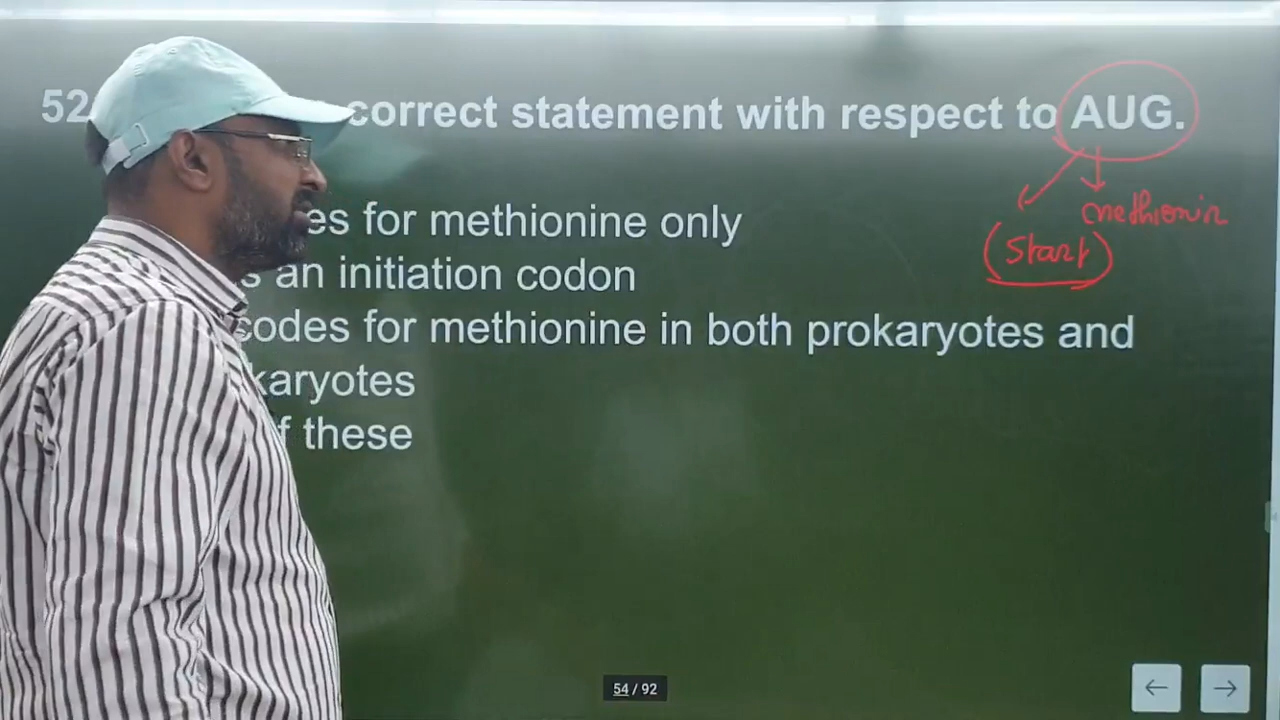 52 correct statement with respect to AUG.
methionin
es for methionine only
start
s an initiation codon
codes for methionine in both prokaryotes and
karyotes
f these
54 / 92